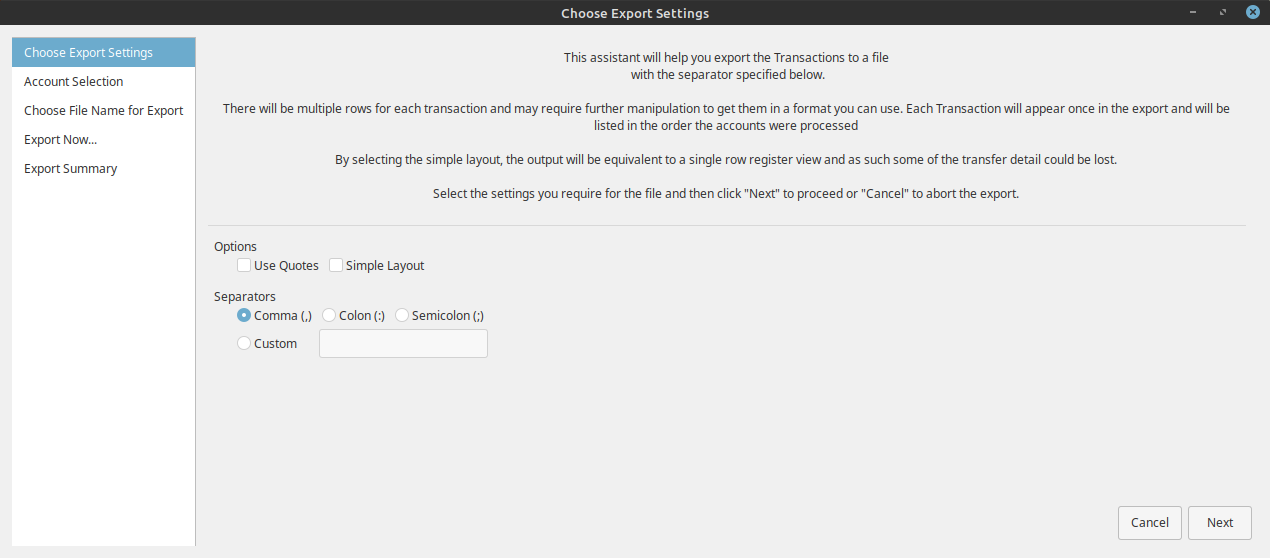 Choose Export Settings
Choose Export Settings
Account Selection
Choose File Name for Export
Export Now...
Export Summary
This assistant will help you export the Transactions to a file
with the separator specified below.
There will be multiple rows for each transaction and may require further manipulation to get them in a format you can use. Each Transaction will appear once in the export and will be
listed in the order the accounts were processed
By selecting the simple layout, the output will be equivalent to a single row register view and as such some of the transfer detail could be lost.
Select the settings you require for the file and then click "Next" to proceed or "Cancel" to abort the export.
Options
Use Quotes Simple Layout
Separators
Comma (,) Colon (:) Semicolon (;)
Custom
Cancel Next